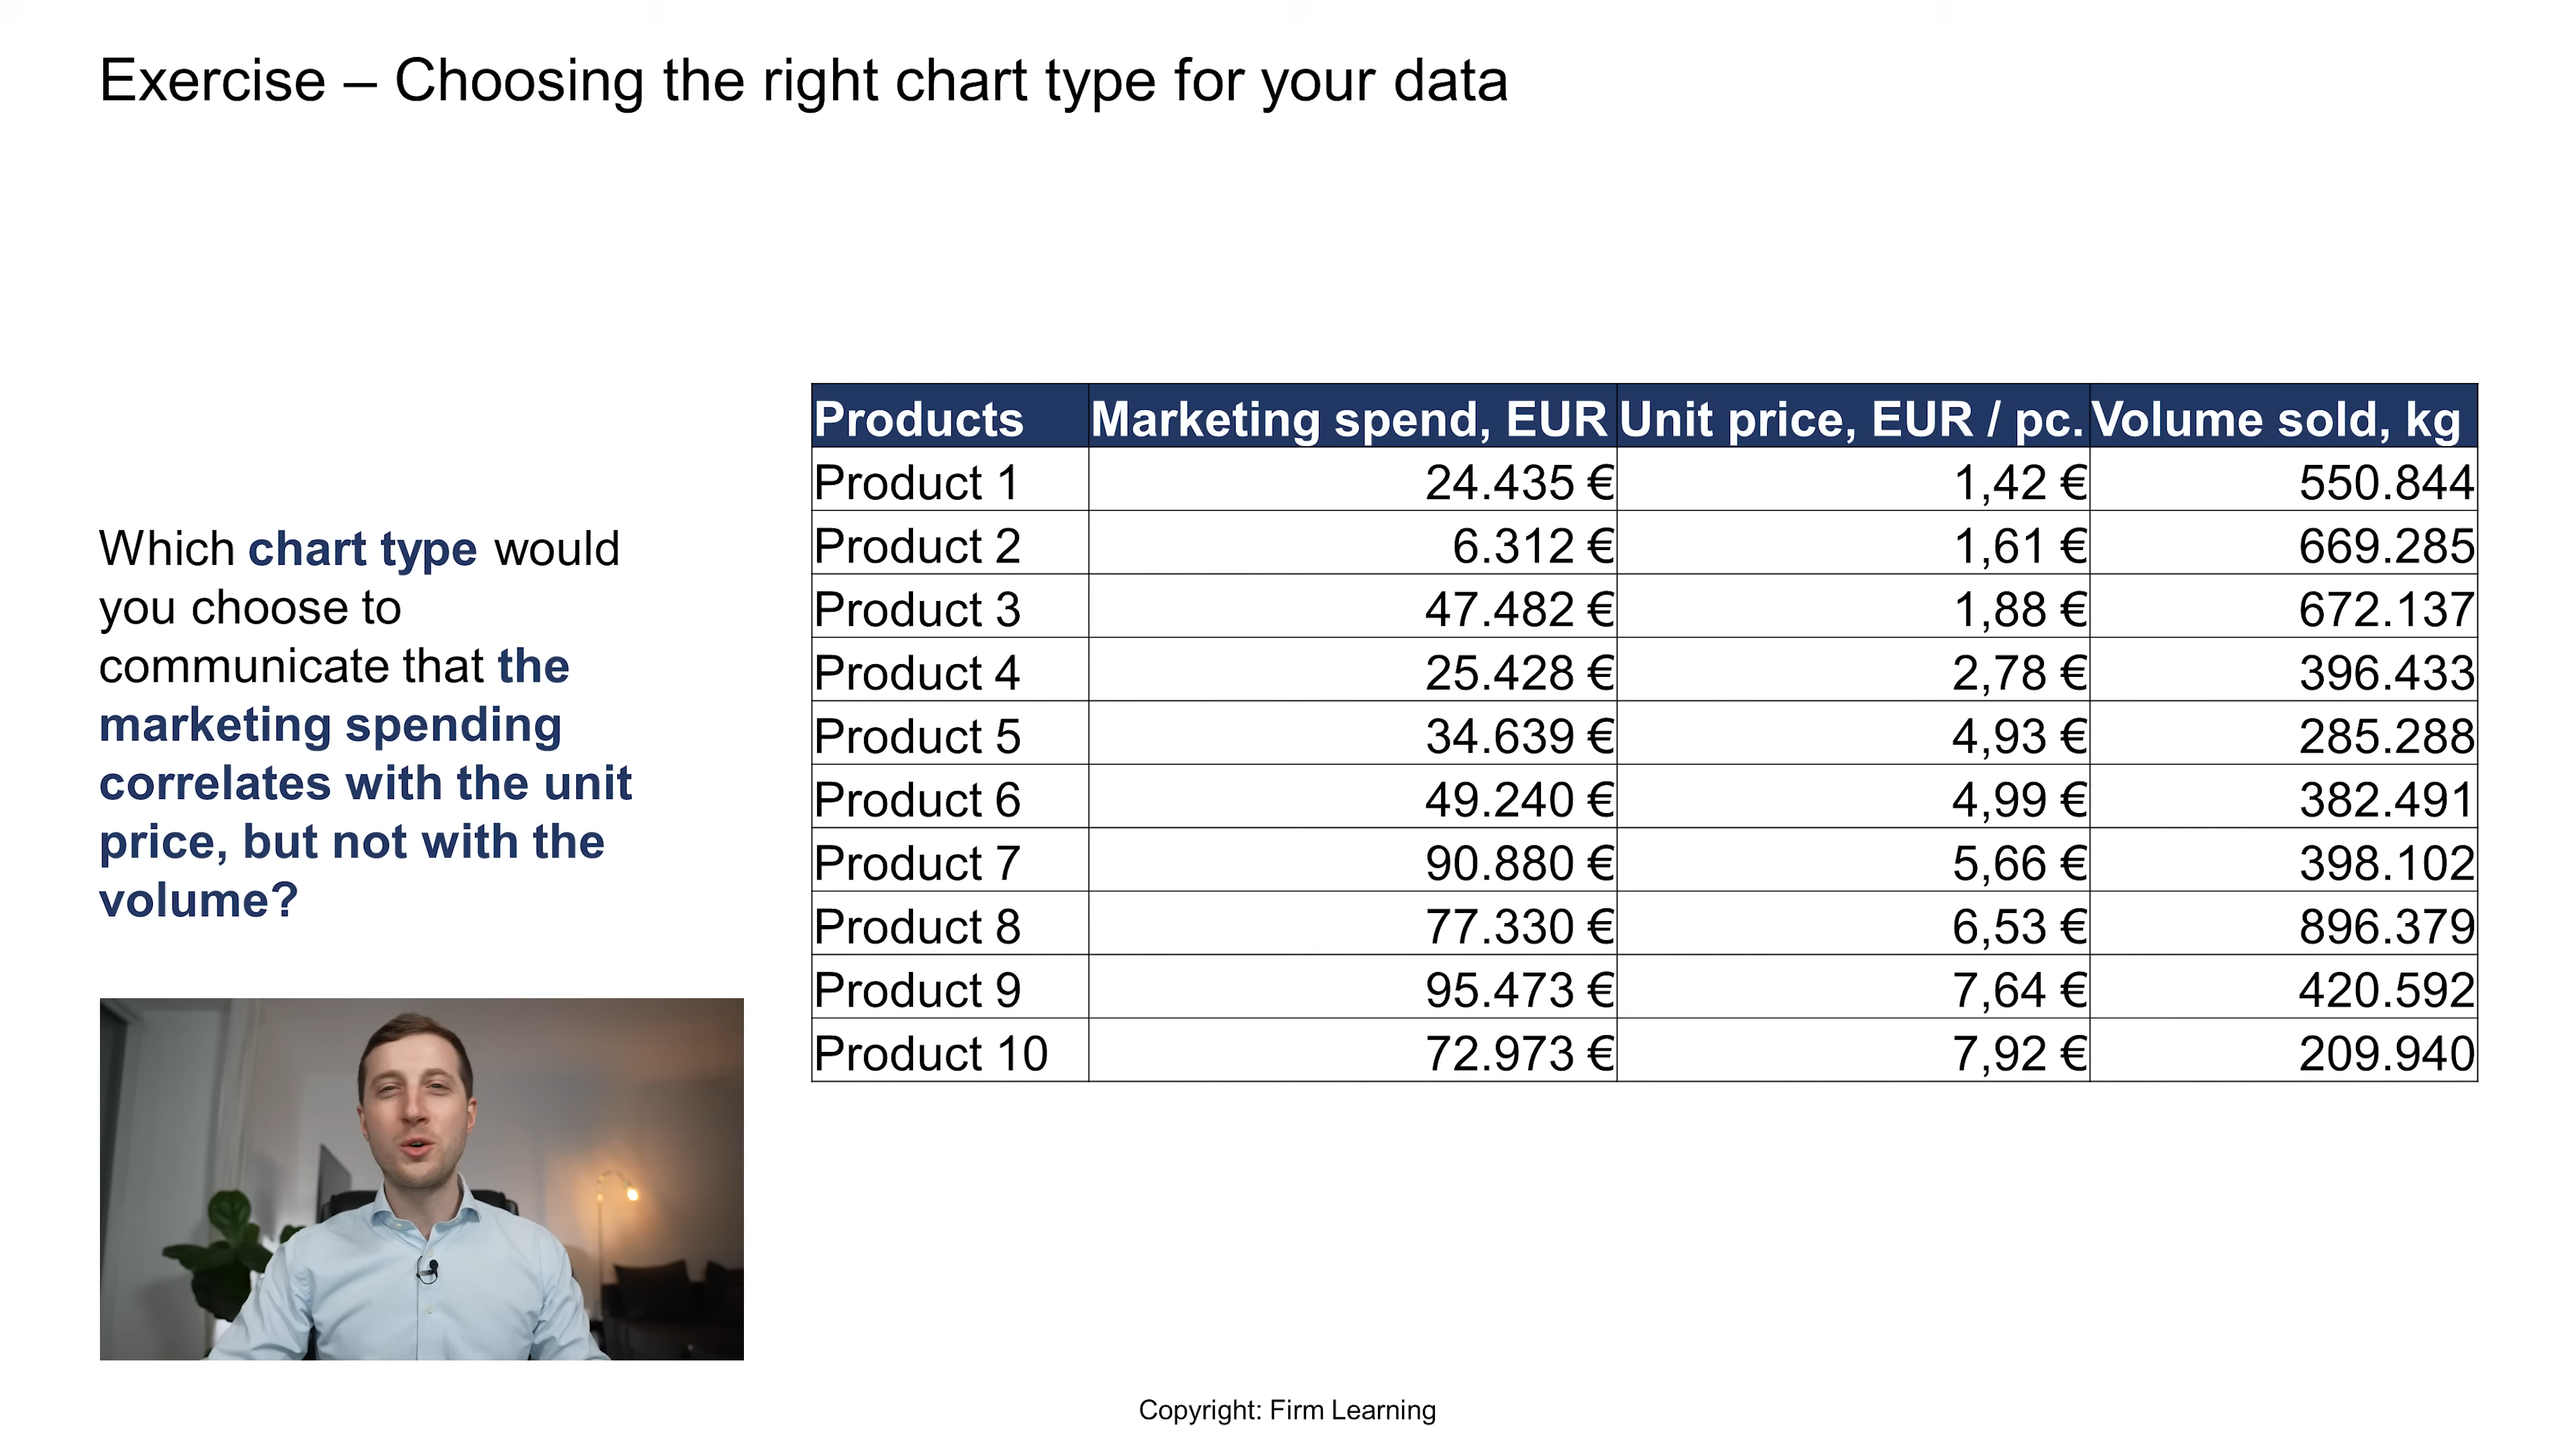 Exercise – Choosing the right chart type for your data
Which chart type would
you choose to
communicate that the
marketing spending
correlates with the unit
price, but not with the
volume?
Products Marketing spend, EUR Unit price, EUR / pc. Volume sold, kg
Product 1 24.435 € 1,42 € 550.844
Product 2 6.312 € 1,61 € 669.285
Product 3 47.482 € 1,88 € 672.137
Product 4 25.428 € 2,78 € 396.433
Product 5 34.639 € 4,93 € 285.288
Product 6 49.240 € 4,99 € 382.491
Product 7 90.880 € 5,66 € 398.102
Product 8 77.330 € 6,53 € 896.379
Product 9 95.473 € 7,64 € 420.592
Product 10 72.973 € 7,92 € 209.940
Copyright: Firm Learning